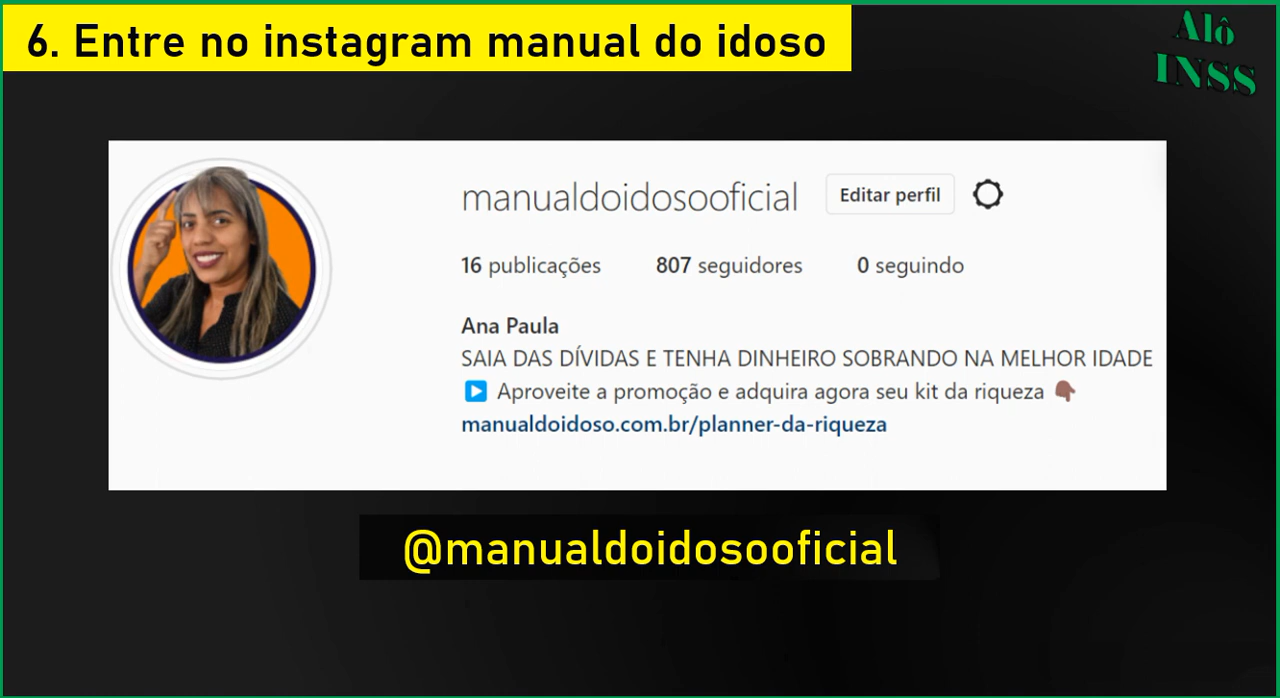 6. Entre no instagram manual do idoso
Alô
INSS
manualdoidosooficial Editar perfil
16 publicações 807 seguidores 0 seguindo
Ana Paula
SAIA DAS DÍVIDAS E TENHA DINHEIRO SOBRANDO NA MELHOR IDADE
▶️ Aproveite a promoção e adquira agora seu kit da riqueza 👇🏾
manualdoidoso.com.br/planner-da-riqueza
@manualdoidosooficial